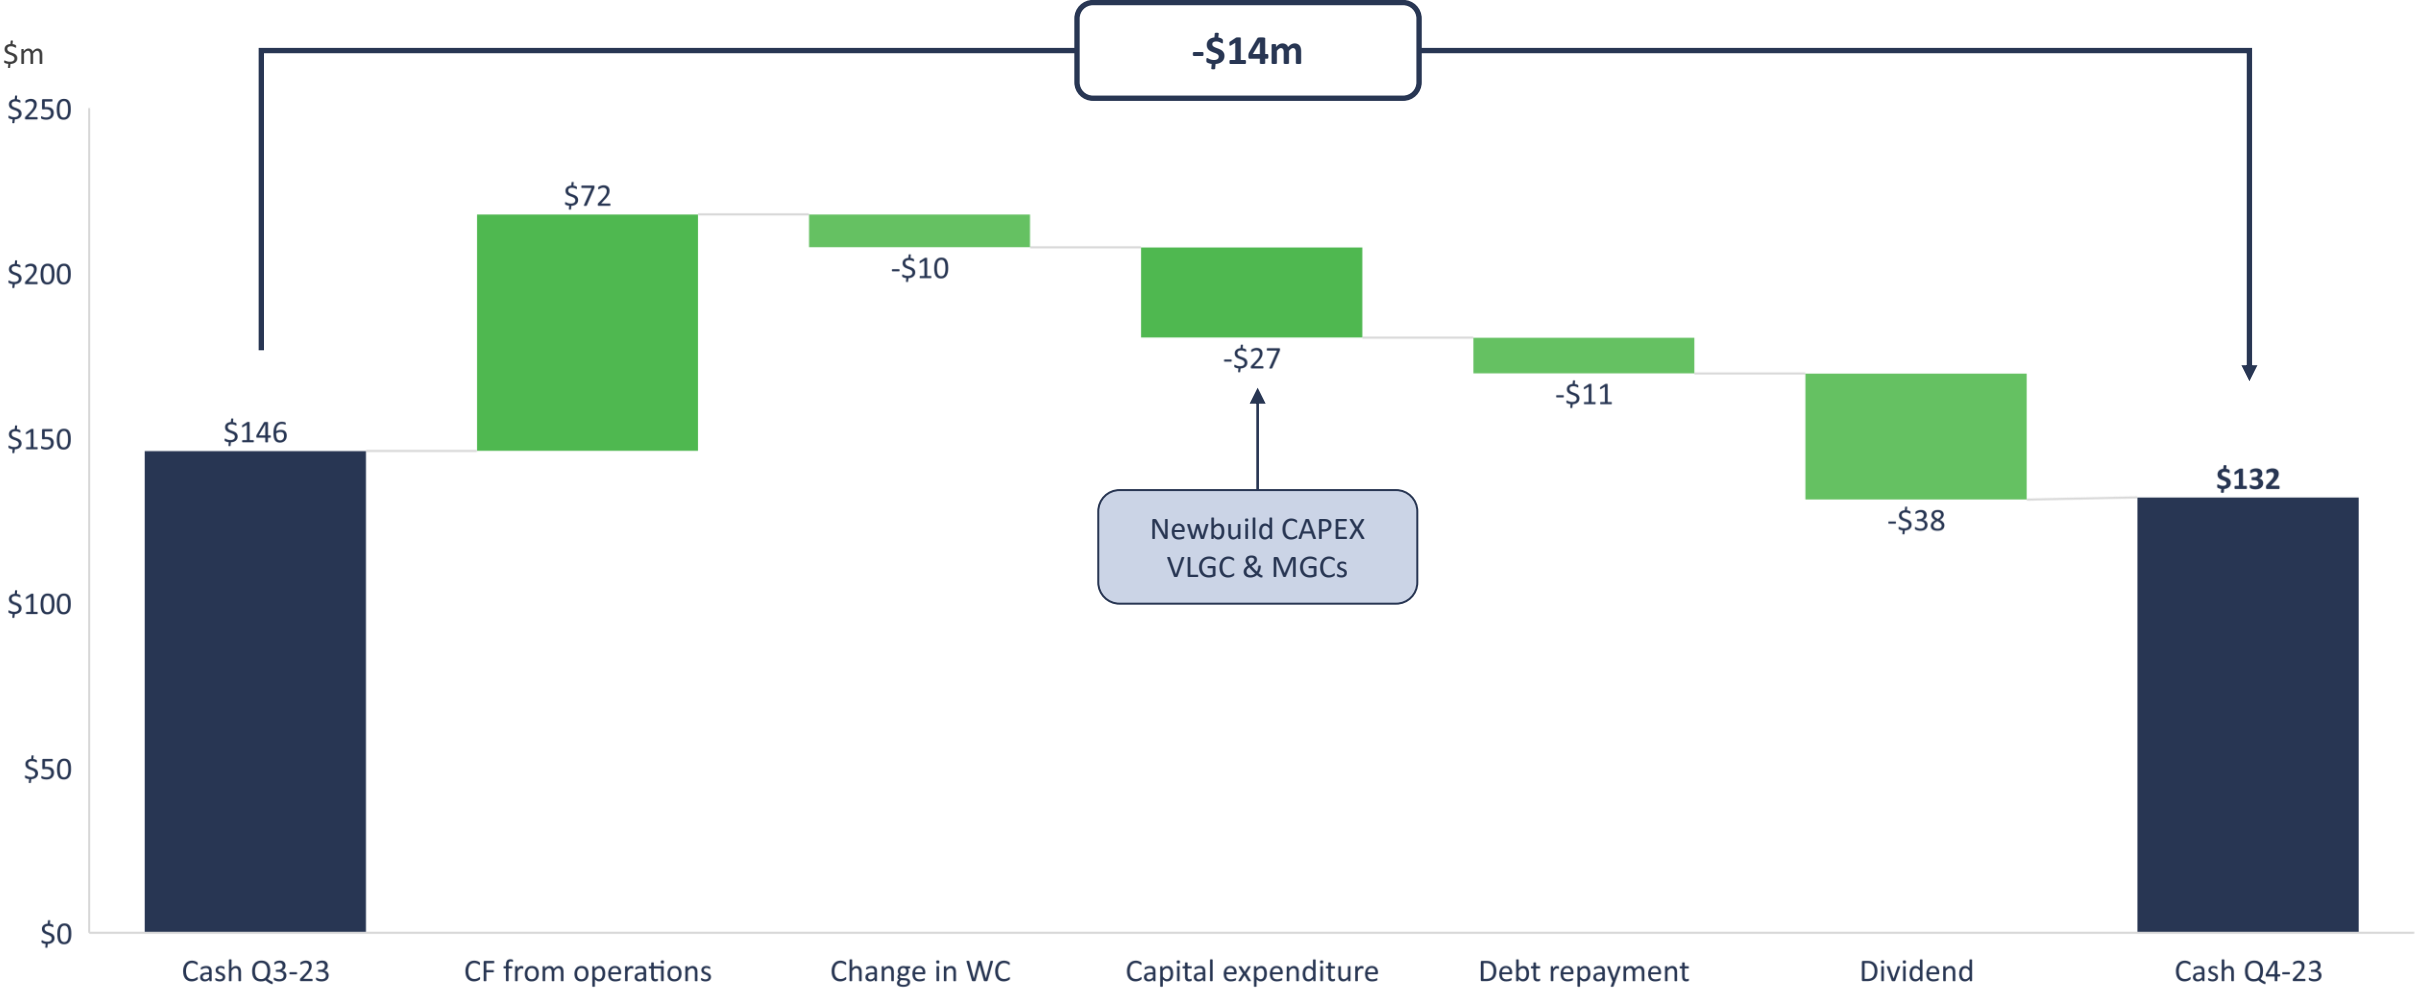 -$14m
$m
$250
$200
$150
$100
$50
$0
$146
$72
-$10
-$27
-$11
-$38
$132
Newbuild CAPEX
VLGC & MGCs
Cash Q3-23
CF from operations
Change in WC
Capital expenditure
Debt repayment
Dividend
Cash Q4-23